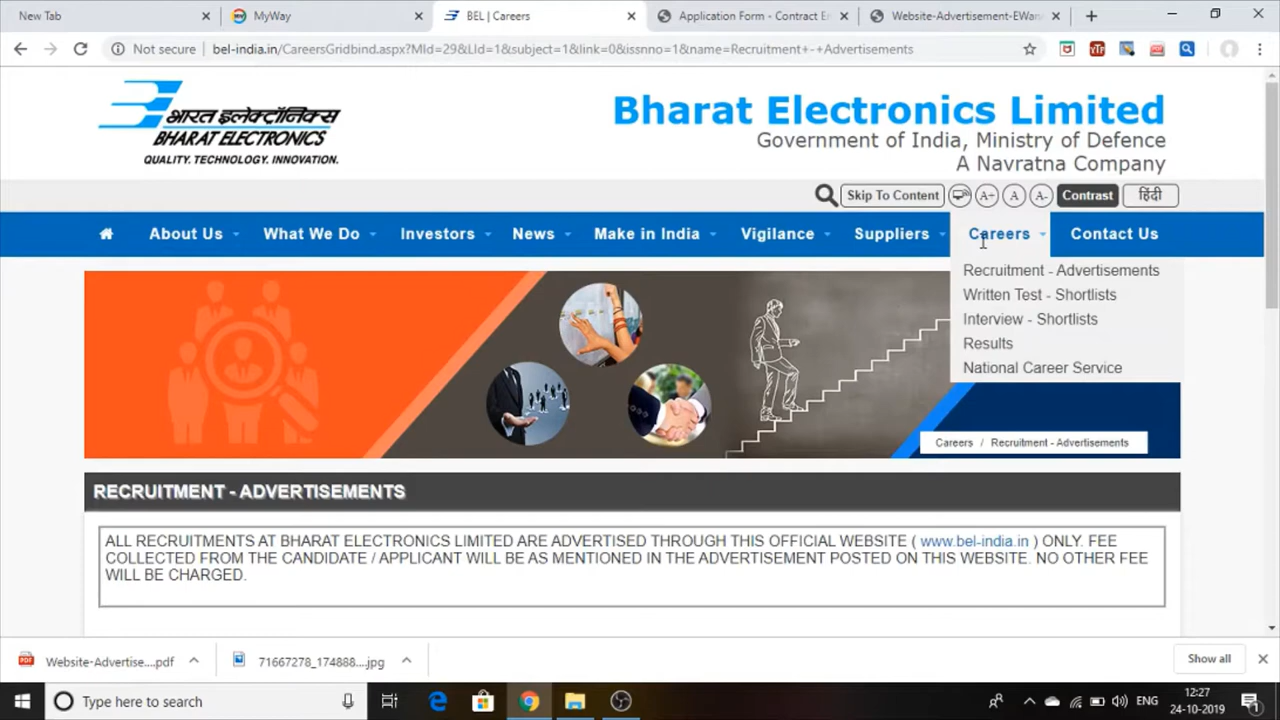 New Tab
MyWay
BEL | Careers
Application Form - Contract E
Website-Advertisement-EWan
Not secure
bel-india.in/CareersGridbind.aspx?MId=29&LId=1&subject=1&link=0&issnno=1&name=Recruitment+-+Advertisements
YTP
भारत इलेक्ट्रॉनिक्स
BHARAT ELECTRONICS
QUALITY. TECHNOLOGY. INNOVATION.
Bharat Electronics Limited
Government of India, Ministry of Defence
A Navratna Company
Skip To Content
A+
A
A-
Contrast
हिंदी
About Us
What We Do
Investors
News
Make in India
Vigilance
Suppliers
Careers
Contact Us
Recruitment - Advertisements
Written Test - Shortlists
Interview - Shortlists
Results
National Career Service
Careers / Recruitment - Advertisements
RECRUITMENT - ADVERTISEMENTS
ALL RECRUITMENTS AT BHARAT ELECTRONICS LIMITED ARE ADVERTISED THROUGH THIS OFFICIAL WEBSITE ( www.bel-india.in ) ONLY. FEE
COLLECTED FROM THE CANDIDATE / APPLICANT WILL BE AS MENTIONED IN THE ADVERTISEMENT POSTED ON THIS WEBSITE. NO OTHER FEE
WILL BE CHARGED.
Website-Advertise....pdf
71667278_174888....jpg
Show all
Type here to search
ENG
12:27
24-10-2019